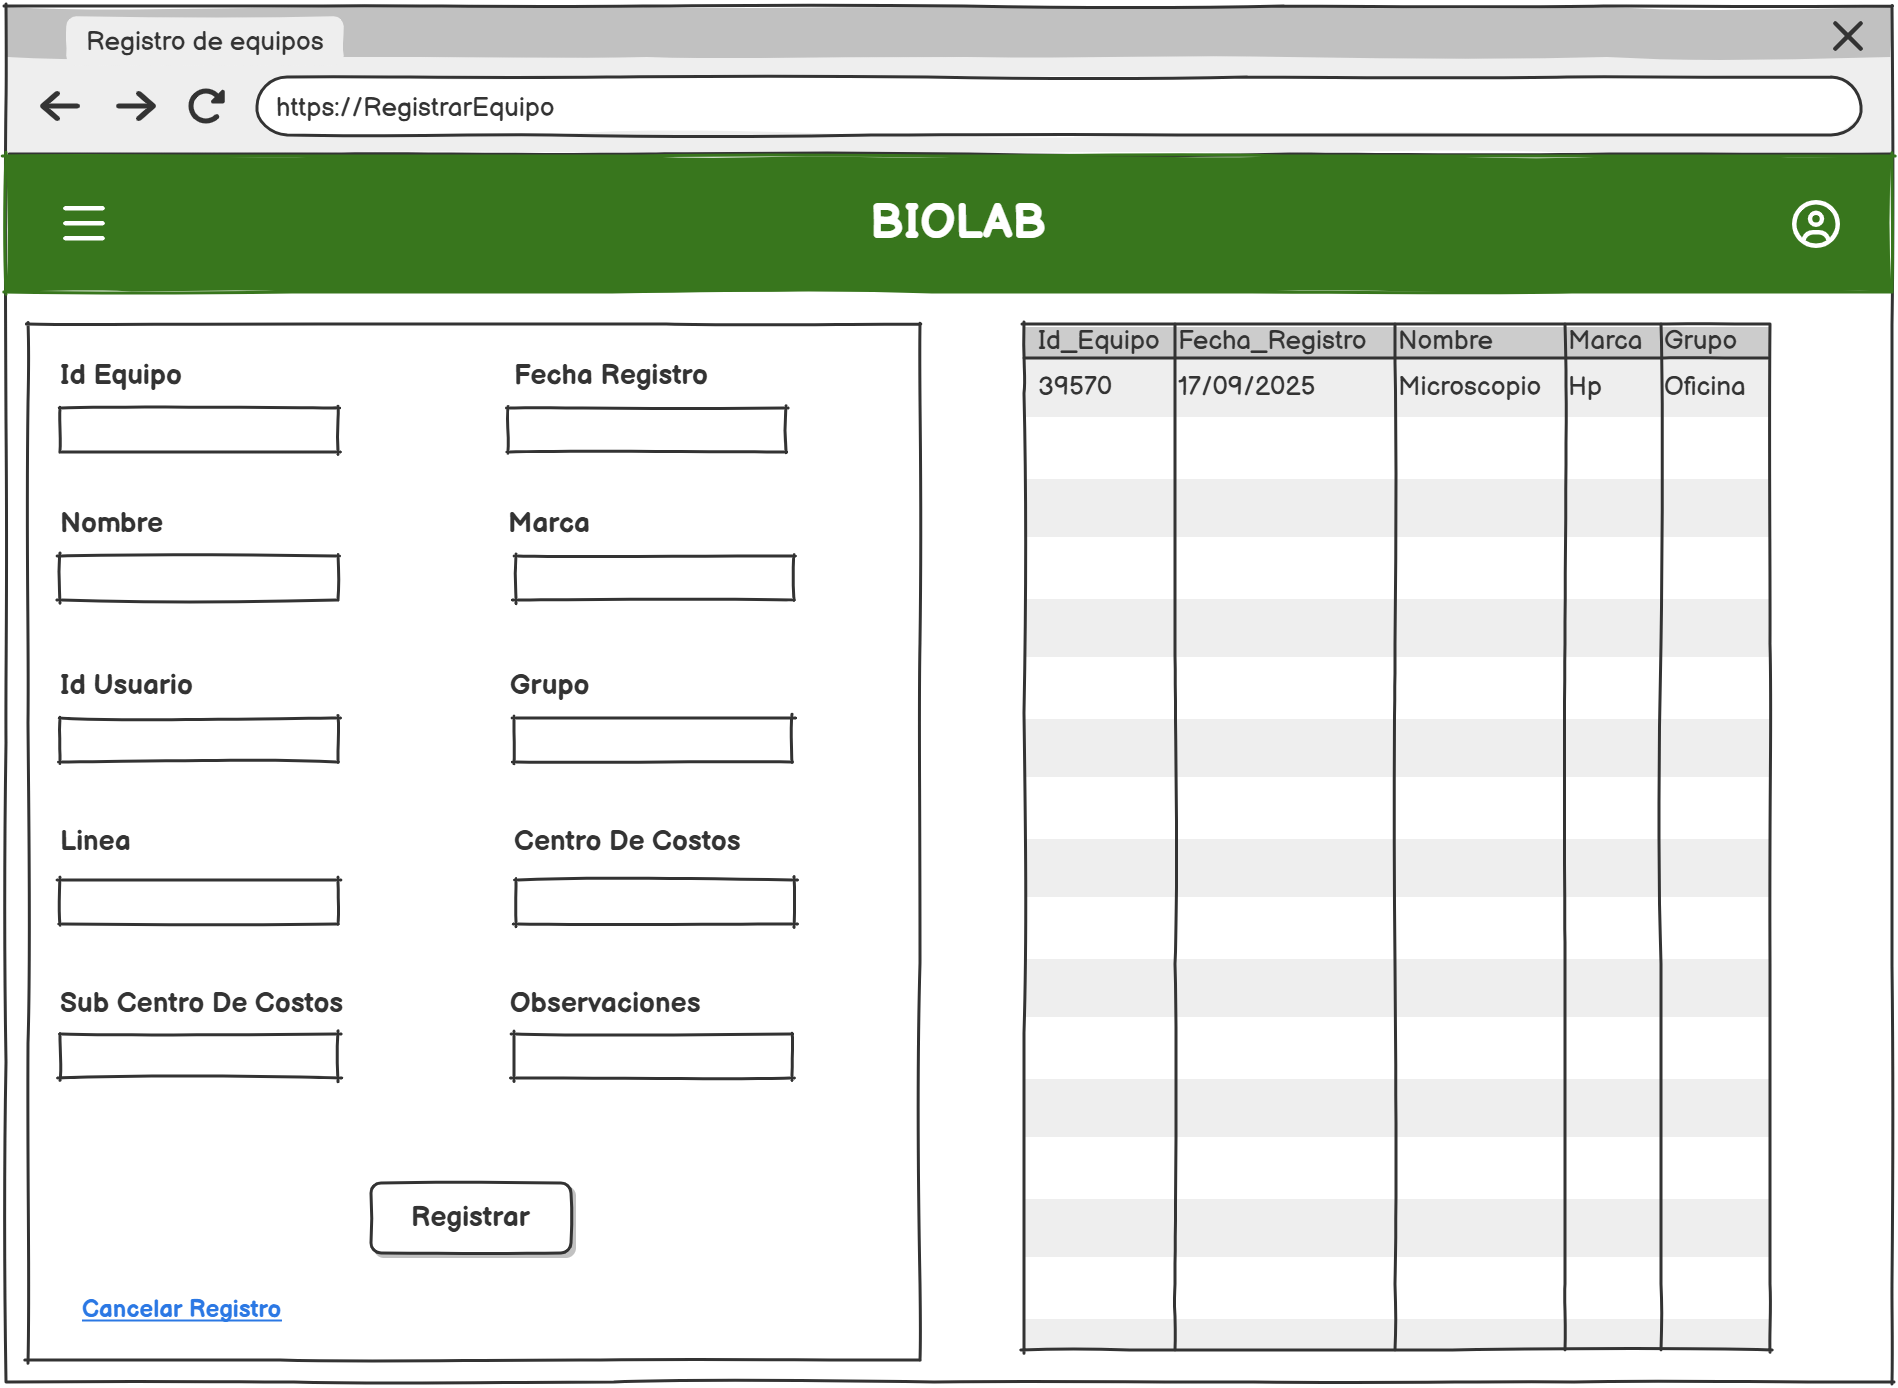 Registro de equipos
https://RegistrarEquipo
BIOLAB
Id Equipo Fecha Registro
Nombre Marca
Id Usuario Grupo
Linea Centro De Costos
Sub Centro De Costos Observaciones
Registrar
Cancelar Registro
Id_Equipo Fecha_Registro Nombre Marca Grupo
39570 17/09/2025 Microscopio Hp Oficina